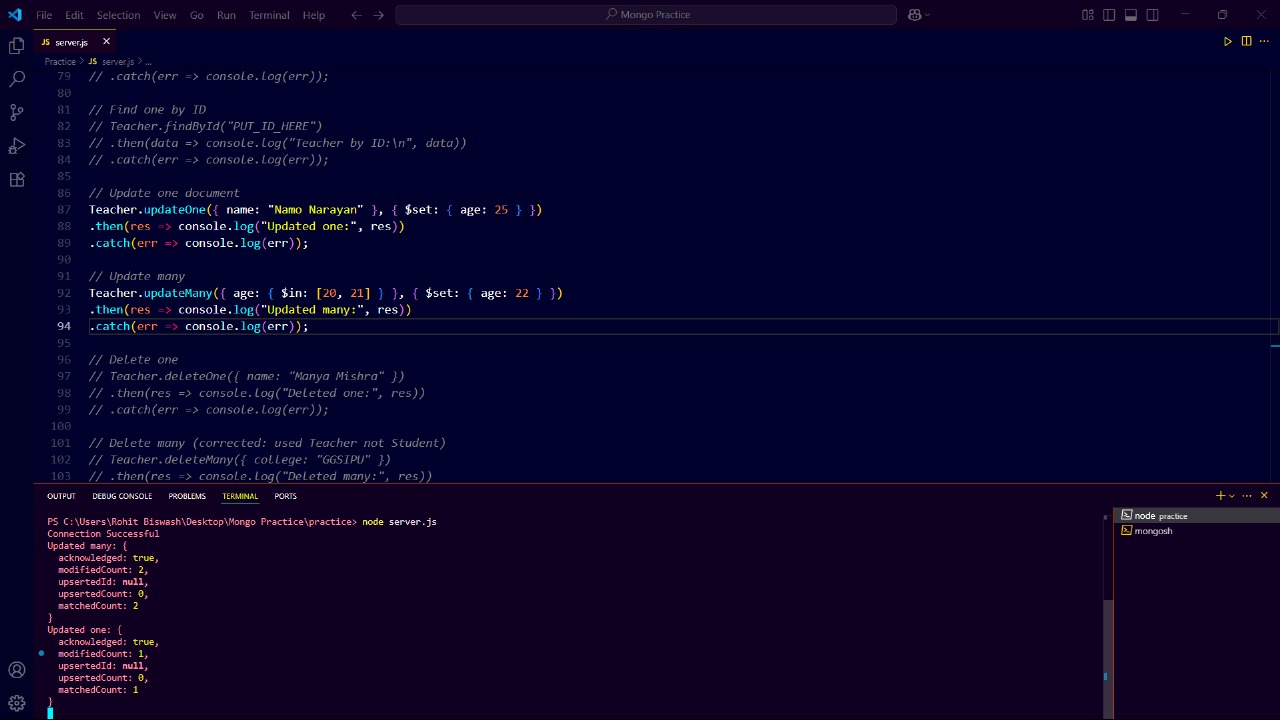 File Edit Selection View Go Run Terminal Help
Mongo Practice
JS server.js
Practice > JS server.js > ...
79 // .catch(err => console.log(err));
80
81 // Find one by ID
82 // Teacher.findById("PUT_ID_HERE")
83 // .then(data => console.log("Teacher by ID:\n", data))
84 // .catch(err => console.log(err));
85
86 // Update one document
87 Teacher.updateOne({ name: "Namo Narayan" }, { $set: { age: 25 } })
88 .then(res => console.log("Updated one:", res))
89 .catch(err => console.log(err));
90
91 // Update many
92 Teacher.updateMany({ age: { $in: [20, 21] } }, { $set: { age: 22 } })
93 .then(res => console.log("Updated many:", res))
94 .catch(err => console.log(err));
95
96 // Delete one
97 // Teacher.deleteOne({ name: "Manya Mishra" })
98 // .then(res => console.log("Deleted one:", res))
99 // .catch(err => console.log(err));
100
101 // Delete many (corrected: used Teacher not Student)
102 // Teacher.deleteMany({ college: "GGSIPU" })
103 // .then(res => console.log("Deleted many:", res))
OUTPUT DEBUG CONSOLE PROBLEMS TERMINAL PORTS
PS C:\Users\Rohit Biswash\Desktop\Mongo Practice\practice> node server.js
Connection Successful
Updated many: {
acknowledged: true,
modifiedCount: 2,
upsertedId: null,
upsertedCount: 0,
matchedCount: 2
}
Updated one: {
acknowledged: true,
modifiedCount: 1,
upsertedId: null,
upsertedCount: 0,
matchedCount: 1
}
node practice
mongosh